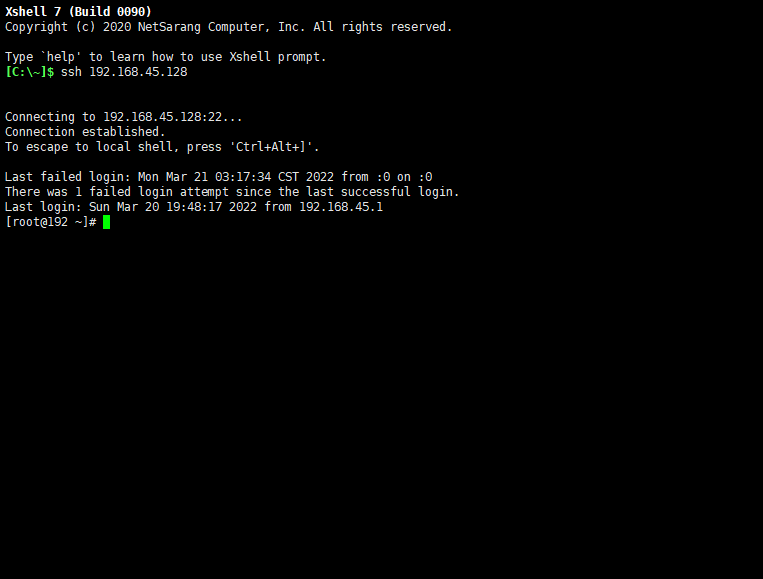 Xshell 7 (Build 0090)
Copyright (c) 2020 NetSarang Computer, Inc. All rights reserved.
Type `help' to learn how to use Xshell prompt.
[C:\~]$ ssh 192.168.45.128
Connecting to 192.168.45.128:22...
Connection established.
To escape to local shell, press 'Ctrl+Alt+]'.
Last failed login: Mon Mar 21 03:17:34 CST 2022 from :0 on :0
There was 1 failed login attempt since the last successful login.
Last login: Sun Mar 20 19:48:17 2022 from 192.168.45.1
[root@192 ~]#